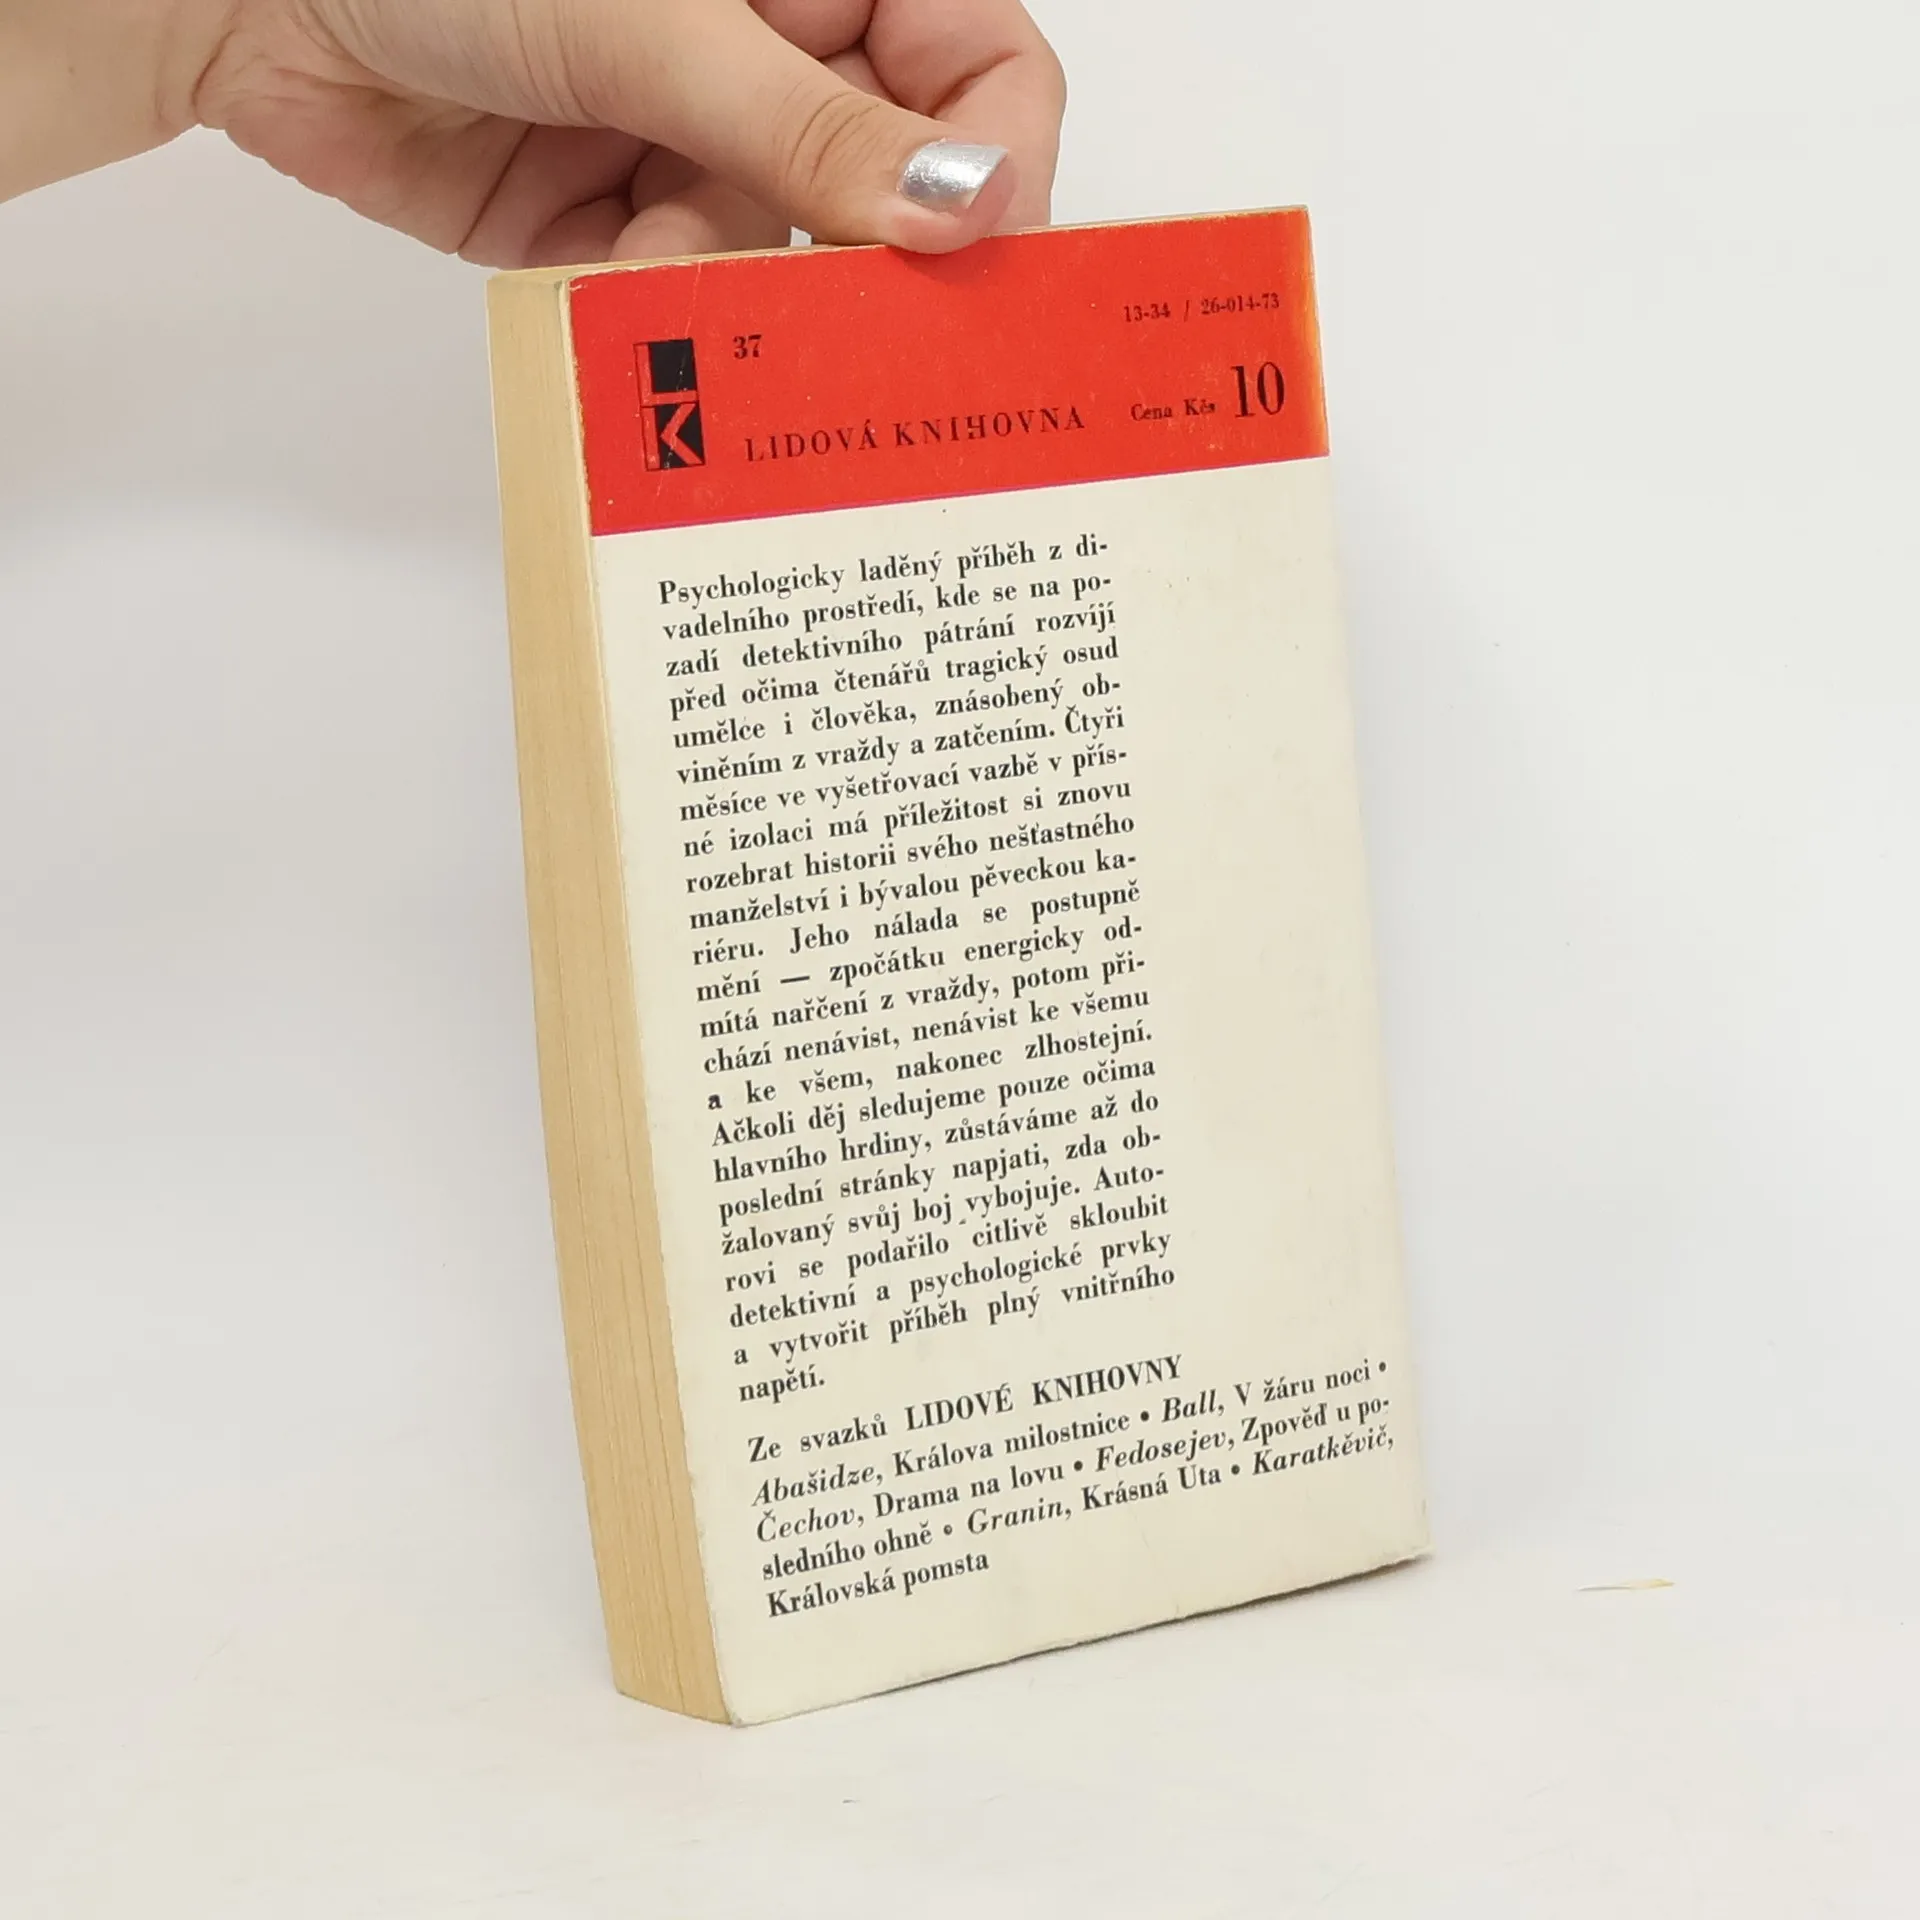 LK
37
13-34 / 26-014-73
LIDOVÁ KNIHOVNA
Cena Kčs 10
Psychologicky laděný příběh z di-
vadelního prostředí, kde se na po-
zadí detektivního pátrání rozvíjí
před očima čtenářů tragický osud
umělce i člověka, znásobený ob-
viněním z vraždy a zatčením. Čtyři
měsíce ve vyšetřovací vazbě v přís-
né izolaci má příležitost si znovu
rozebrat historii svého nešťastného
manželství i bývalou pěveckou ka-
riéru. Jeho nálada se postupně
mění — zpočátku energicky od-
mítá nařčení z vraždy, potom při-
chází nenávist, nenávist ke všemu
a ke všem, nakonec zlhostejní.
Ačkoli děj sledujeme pouze očima
hlavního hrdiny, zůstáváme až do
poslední stránky napjati, zda ob-
žalovaný svůj boj vybojuje. Auto-
rovi se podařilo citlivě skloubit
detektivní a psychologické prvky
a vytvořit příběh plný vnitřního
napětí.
Ze svazků LIDOVÉ KNIHOVNY
Abašidze, Králova milostnice • Ball, V žáru noci •
Čechov, Drama na lovu • Fedosejev, Zpověď u po-
sledního ohně • Granin, Krásná Uta • Karatkěvič,
Královská pomsta